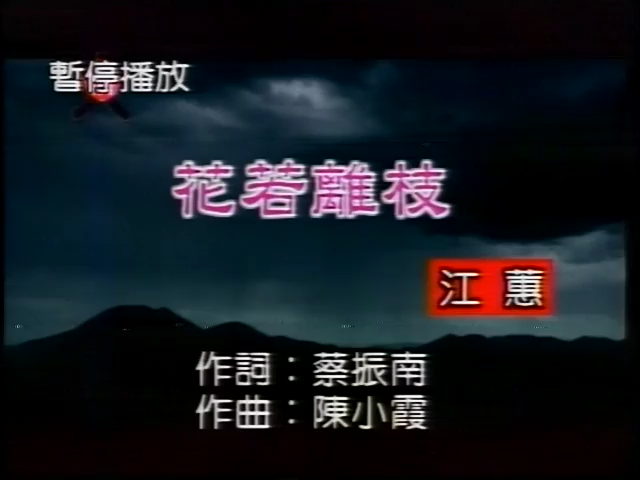 暫停播放
花若離枝
江蕙
作詞：蔡振南
作曲：陳小霞